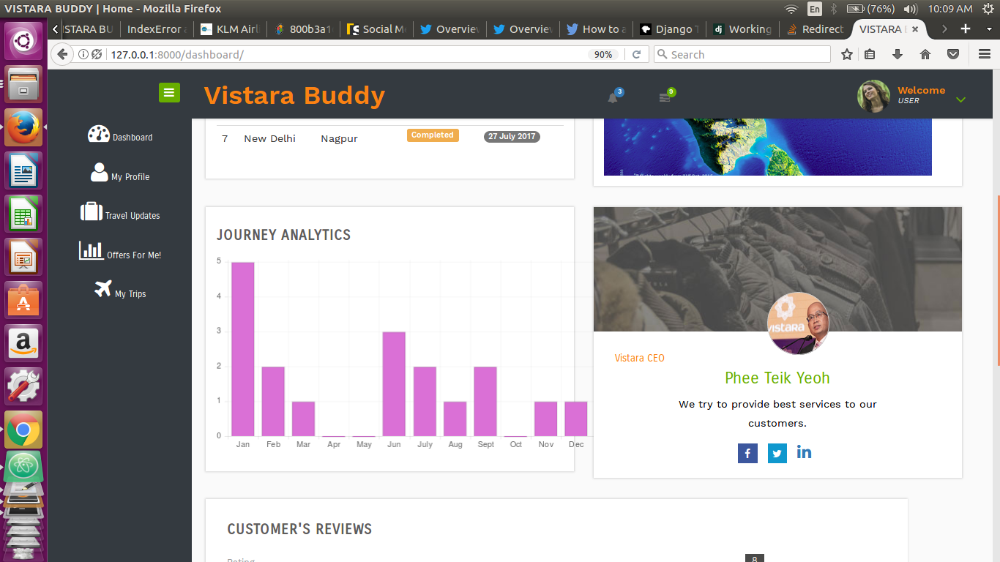 VISTARA BUDDY | Home - Mozilla Firefox
En
(76%)
10:09 AM
ISTARA BU
IndexError
KLM Airl
800b3a1
Social M
Overview
Overview
How to a
Django T
Working
Redirect
VISTARA
127.0.0.1:8000/dashboard/
90%
Search
Vistara Buddy
3
9
Welcome
USER
Dashboard
My Profile
Travel Updates
Offers For Me!
My Trips
7 New Delhi Nagpur Completed 27 July 2017
JOURNEY ANALYTICS
5
4
3
2
1
0
Jan Feb Mar Apr May Jun July Aug Sept Oct Nov Dec
VISTARA
Vistara CEO
Phee Teik Yeoh
We try to provide best services to our
customers.
CUSTOMER'S REVIEWS
Rating
8